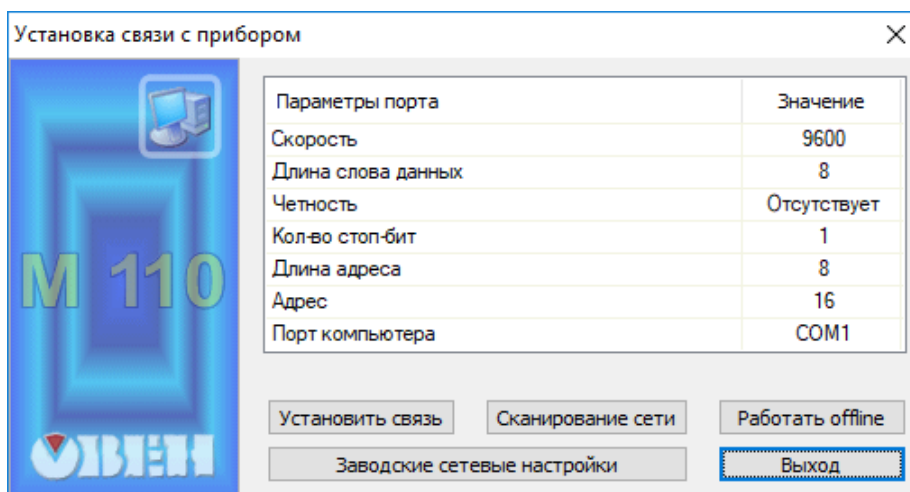 Установка связи с прибором
Параметры порта Значение
Скорость 9600
Длина слова данных 8
Четность Отсутствует
Кол-во стоп-бит 1
Длина адреса 8
Адрес 16
Порт компьютера COM1
М 110
Установить связь Сканирование сети Работать offline
ОВЕН
Заводские сетевые настройки Выход